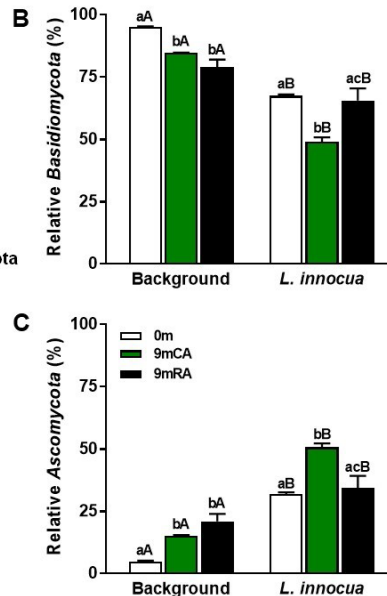 B
Relative Basidiomycota (%)
100
75
50
25
0
aA
bA
bA
aB
bB
acB
Background
L. innocua
ota
C
Relative Ascomycota (%)
100
75
50
25
0
0m
9mCA
9mRA
aA
bA
bA
aB
bB
acB
Background
L. innocua